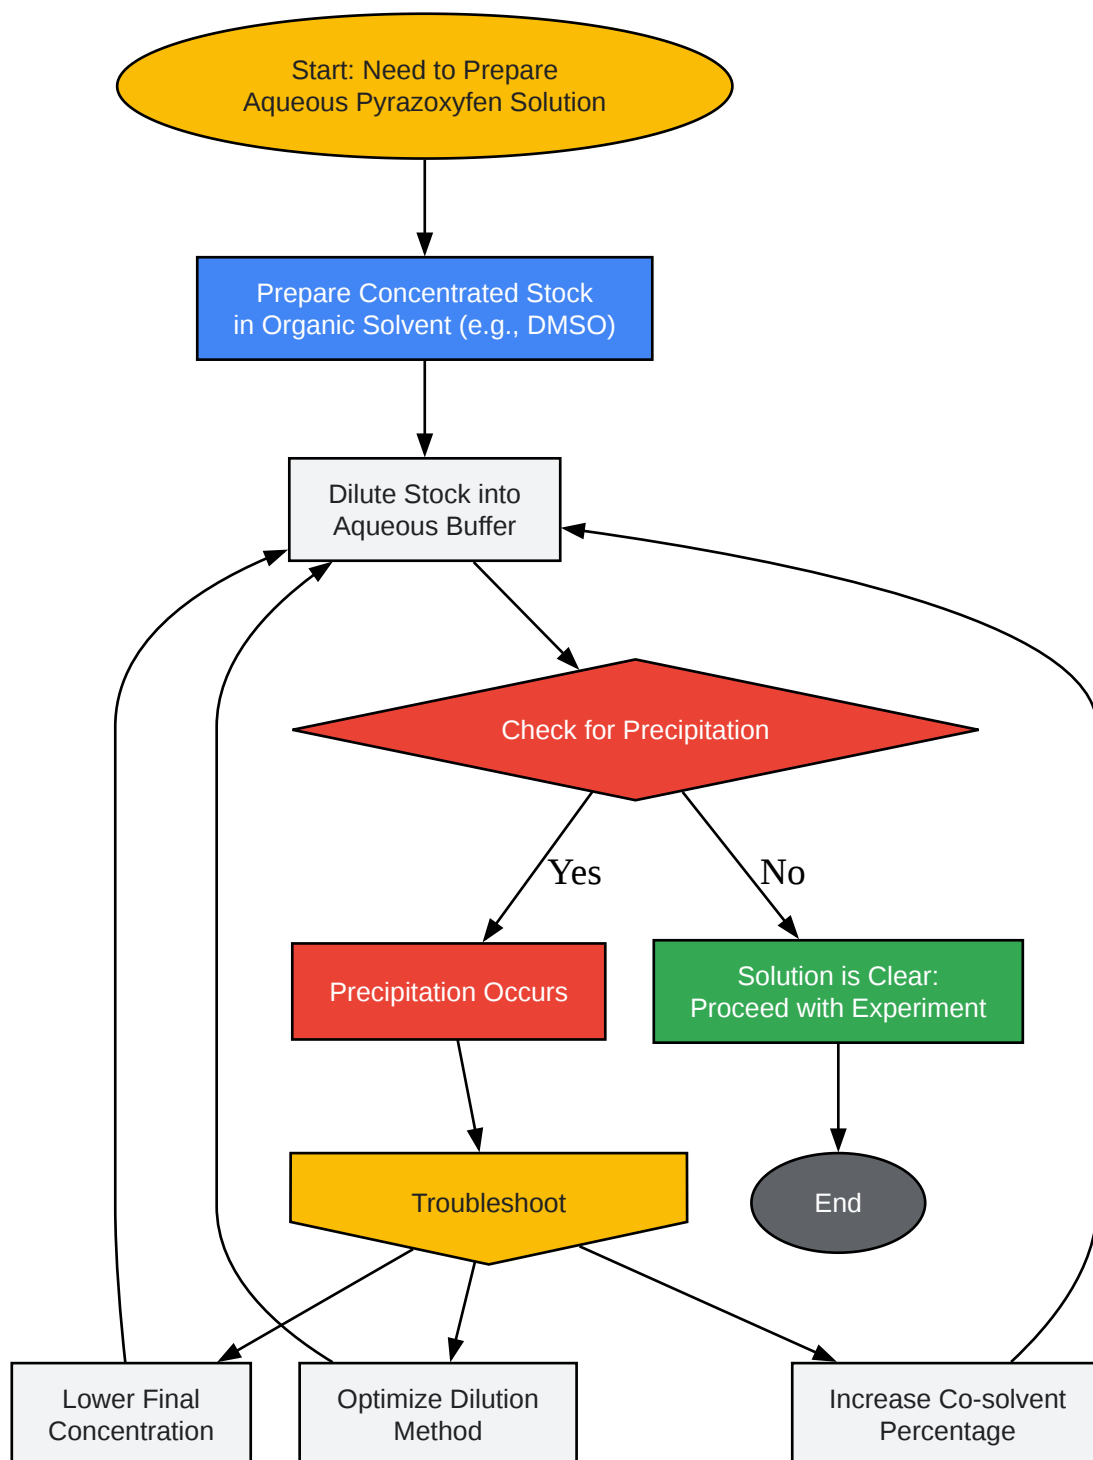 Start: Need to Prepare
Aqueous Pyrazoxyfen Solution
Prepare Concentrated Stock
in Organic Solvent (e.g., DMSO)
Dilute Stock into
Aqueous Buffer
Check for Precipitation
Yes
No
Precipitation Occurs
Solution is Clear:
Proceed with Experiment
Troubleshoot
End
Lower Final
Concentration
Optimize Dilution
Method
Increase Co-solvent
Percentage